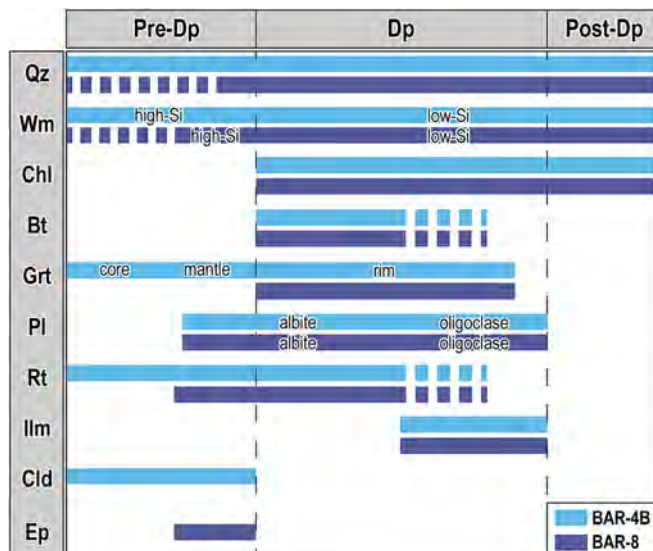 Pre-Dp Dp Post-Dp
Qz
Wm high-Si low-Si
high-Si low-Si
Chl
Bt
Grt core mantle rim
Pl albite oligoclase
albite oligoclase
Rt
Ilm
Cld
Ep
BAR-4B
BAR-8